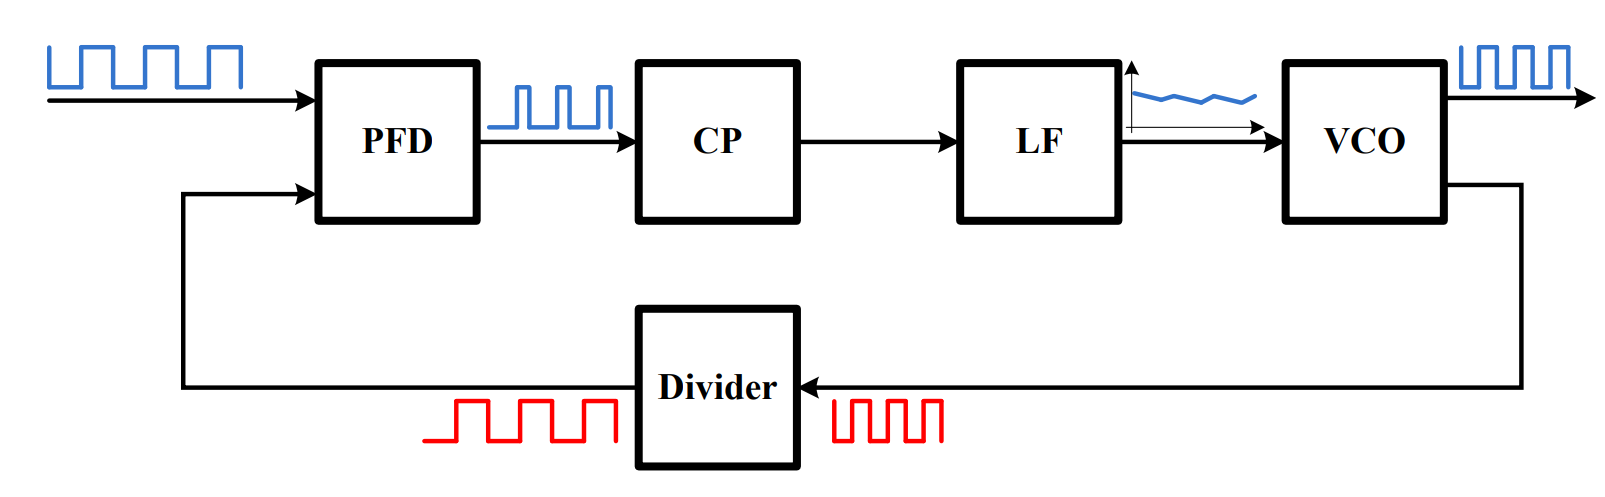 PFD
CP
LF
VCO
Divider